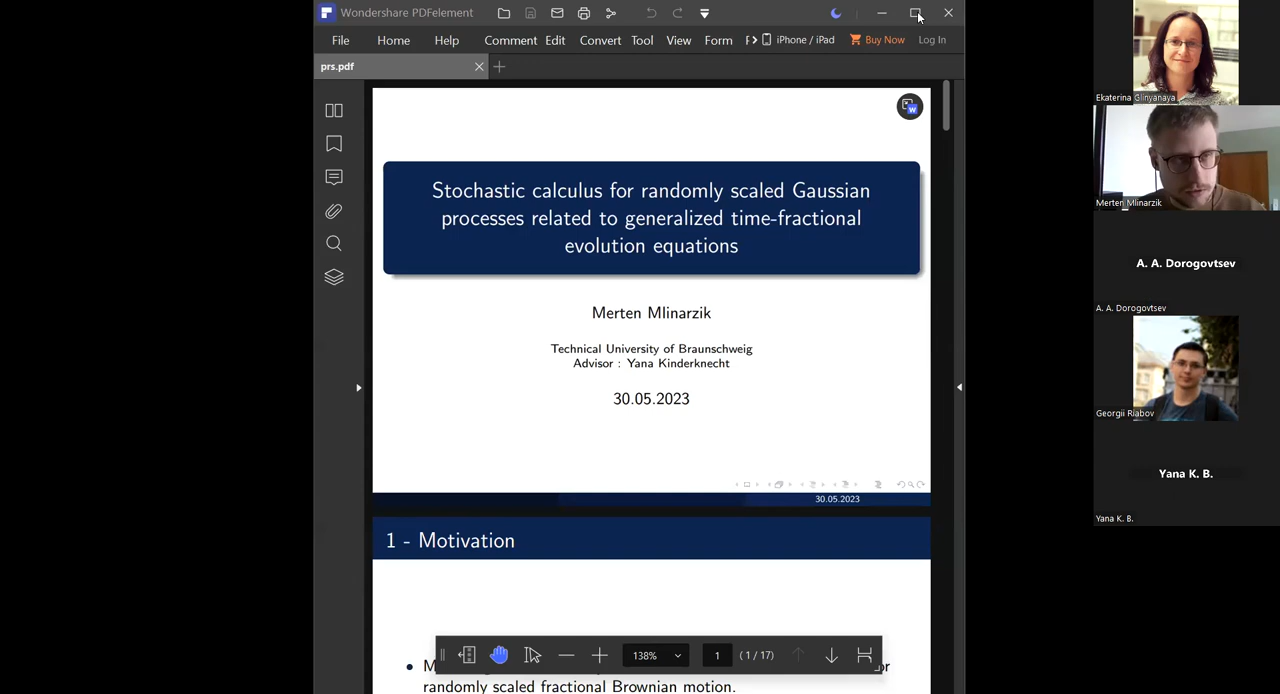 Wondershare PDFelement
File Home Help Comment Edit Convert Tool View Form iPhone / iPad Buy Now Log In
prs.pdf
Stochastic calculus for randomly scaled Gaussian
processes related to generalized time-fractional
evolution equations
Merten Mlinarzik
Technical University of Braunschweig
Advisor : Yana Kinderknecht
30.05.2023
30.05.2023
1 - Motivation
138% 1 (1 / 17)
randomly scaled fractional Brownian motion.
Ekaterina Glinyanaya
Merten Mlinarzik
A. A. Dorogovtsev
A. A. Dorogovtsev
Georgii Riabov
Yana K. B.
Yana K. B.